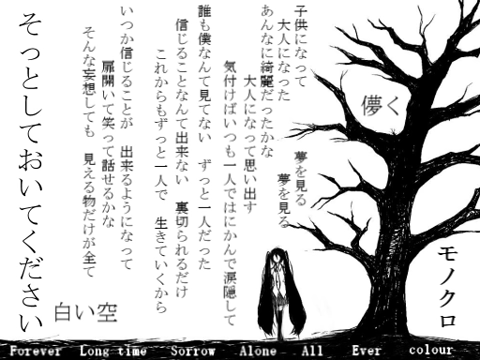 子供になって 夢を見る
大人になった 夢を見る
あんなに綺麗だったかな
大人になって思い出す
気付けばいつも一人ではにかんで涙隠して
誰も僕なんて見てない ずっと一人だった
信じることなんて出来ない 裏切られるだけ
これからもずっと一人で 生きていくから
いつか信じることが 出来るようになって
扉開いて笑って話せるかな
そんな妄想しても 見える物だけが全て
そっとしておいてください
儚く
モノクロ
白い空
Forever Long time Sorrow Alone All Ever colour